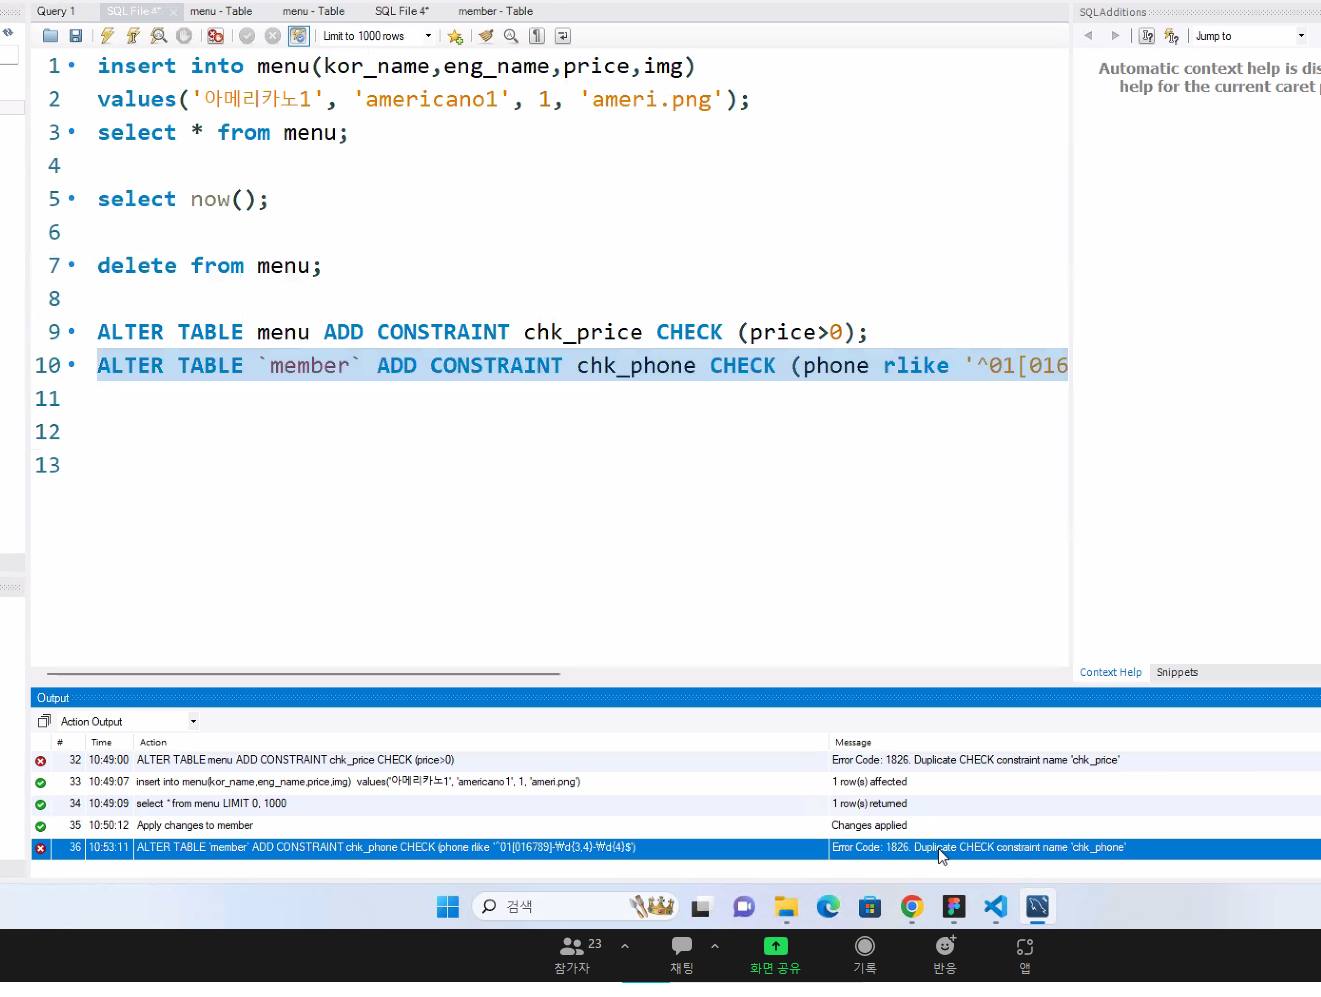 Query 1 SQL File 4* menu - Table menu - Table SQL File 4* member - Table
SQLAdditions
Limit to 1000 rows
Jump to
1 insert into menu(kor_name,eng_name,price,img)
2 values('아메리카노1', 'americano1', 1, 'ameri.png');
3 select * from menu;
4
5 select now();
6
7 delete from menu;
8
9 ALTER TABLE menu ADD CONSTRAINT chk_price CHECK (price>0);
10 ALTER TABLE `member` ADD CONSTRAINT chk_phone CHECK (phone rlike '^01[016
11
12
13
Automatic context help is dis
help for the current caret p
Context Help Snippets
Output
Action Output
# Time Action Message
32 10:49:00 ALTER TABLE menu ADD CONSTRAINT chk_price CHECK (price>0) Error Code: 1826. Duplicate CHECK constraint name 'chk_price'
33 10:49:07 insert into menu(kor_name,eng_name,price,img) values('아메리카노1', 'americano1', 1, 'ameri.png') 1 row(s) affected
34 10:49:09 select * from menu LIMIT 0, 1000 1 row(s) returned
35 10:50:12 Apply changes to member Changes applied
36 10:53:11 ALTER TABLE `member` ADD CONSTRAINT chk_phone CHECK (phone rlike '^01[016789]-₩d{3,4}-₩d{4}$') Error Code: 1826. Duplicate CHECK constraint name 'chk_phone'
검색
23
참가자 채팅 화면 공유 기록 반응 앱